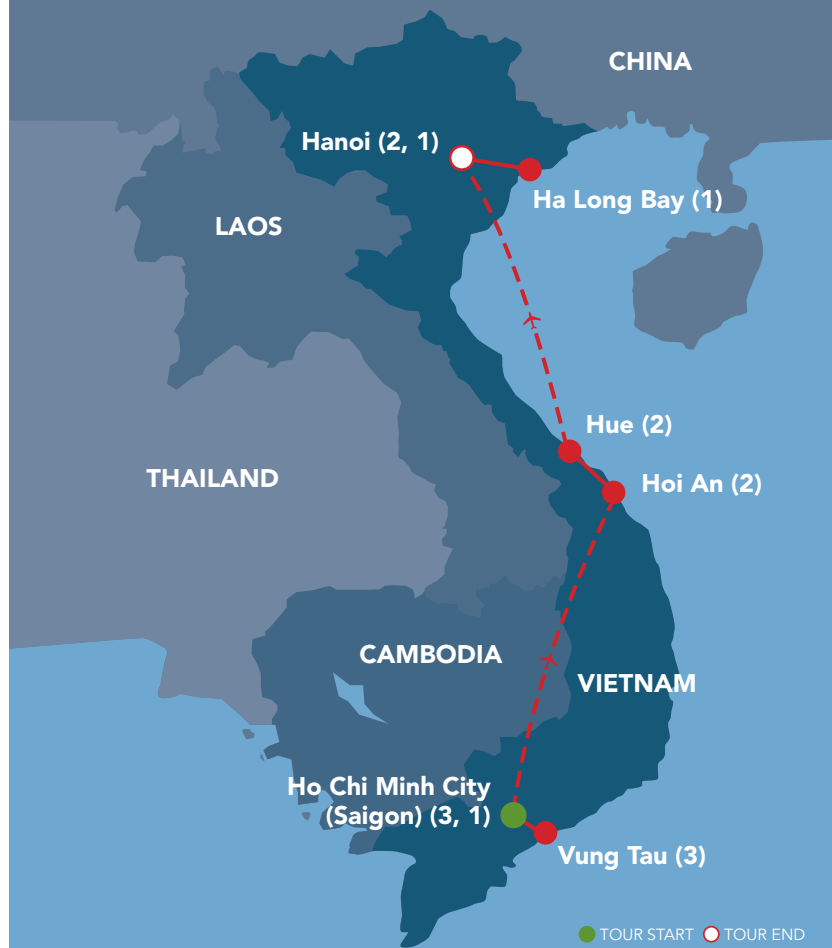 CHINA
Hanoi (2, 1)
Ha Long Bay (1)
LAOS
Hue (2)
THAILAND
Hoi An (2)
CAMBODIA
VIETNAM
Ho Chi Minh City
(Saigon) (3, 1)
Vung Tau (3)
TOUR START
TOUR END